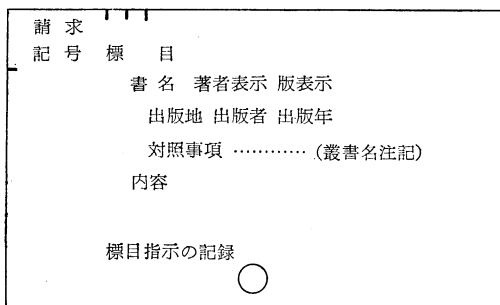 請求
記号 標目
書名 著者表示 版表示
出版地 出版者 出版年
対照事項 ………… (叢書名注記)
内容
標目指示の記録